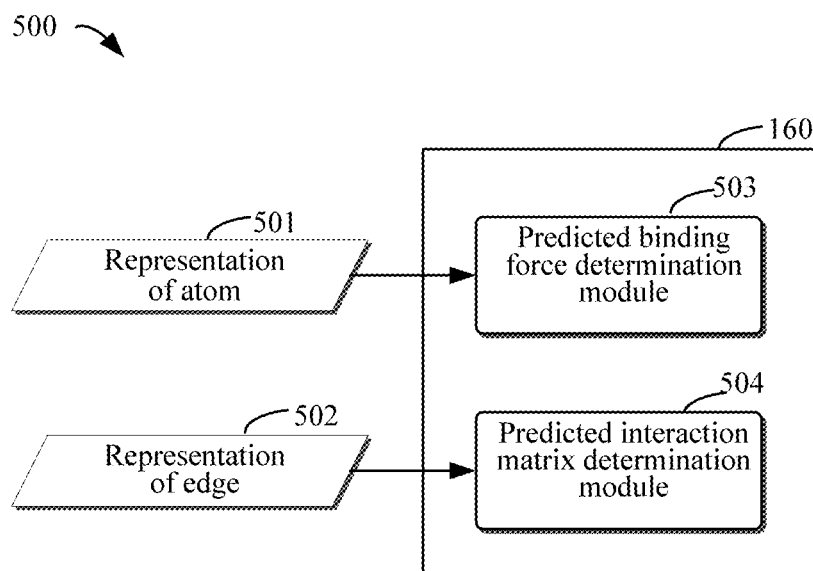 500
160
501
503
Representation
of atom
Predicted binding
force determination
module
502
504
Representation
of edge
Predicted interaction
matrix determination
module